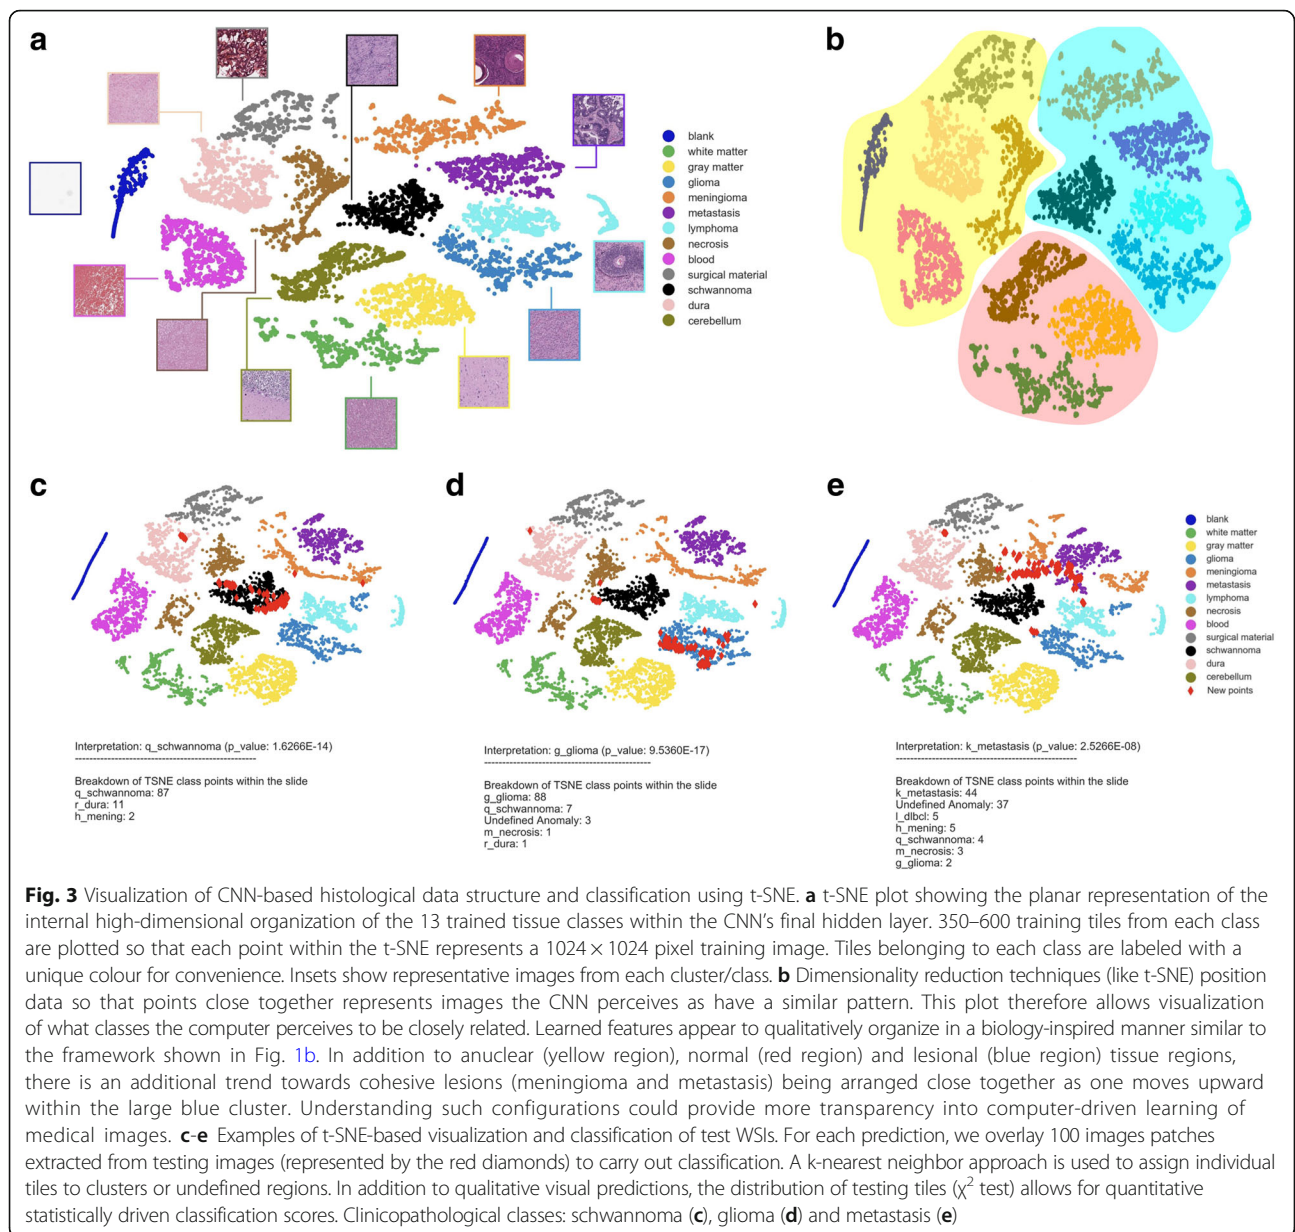 a
b
blank
white matter
gray matter
glioma
meningioma
metastasis
lymphoma
necrosis
blood
surgical material
schwannoma
dura
cerebellum
c
d
e
blank
white matter
gray matter
glioma
meningioma
metastasis
lymphoma
necrosis
blood
surgical material
schwannoma
dura
cerebellum
New points
Interpretation: q_schwannoma (p_value: 1.6266E-14)
--------------------------------------------------
Breakdown of TSNE class points within the slide
q_schwannoma: 87
r_dura: 11
h_mening: 2
Interpretation: g_glioma (p_value: 9.5360E-17)
----------------------------------------------
Breakdown of TSNE class points within the slide
g_glioma: 88
q_schwannoma: 7
Undefined Anomaly: 3
m_necrosis: 1
r_dura: 1
Interpretation: k_metastasis (p_value: 2.5266E-08)
--------------------------------------------------
Breakdown of TSNE class points within the slide
k_metastasis: 44
Undefined Anomaly: 37
l_dlbcl: 5
h_mening: 5
q_schwannoma: 4
m_necrosis: 3
g_glioma: 2
Fig. 3 Visualization of CNN-based histological data structure and classification using t-SNE. a t-SNE plot showing the planar representation of the
internal high-dimensional organization of the 13 trained tissue classes within the CNN's final hidden layer. 350–600 training tiles from each class
are plotted so that each point within the t-SNE represents a 1024 × 1024 pixel training image. Tiles belonging to each class are labeled with a
unique colour for convenience. Insets show representative images from each cluster/class. b Dimensionality reduction techniques (like t-SNE) position
data so that points close together represents images the CNN perceives as have a similar pattern. This plot therefore allows visualization
of what classes the computer perceives to be closely related. Learned features appear to qualitatively organize in a biology-inspired manner similar to
the framework shown in Fig. 1b. In addition to anuclear (yellow region), normal (red region) and lesional (blue region) tissue regions,
there is an additional trend towards cohesive lesions (meningioma and metastasis) being arranged close together as one moves upward
within the large blue cluster. Understanding such configurations could provide more transparency into computer-driven learning of
medical images. c-e Examples of t-SNE-based visualization and classification of test WSIs. For each prediction, we overlay 100 images patches
extracted from testing images (represented by the red diamonds) to carry out classification. A k-nearest neighbor approach is used to assign individual
tiles to clusters or undefined regions. In addition to qualitative visual predictions, the distribution of testing tiles (χ² test) allows for quantitative
statistically driven classification scores. Clinicopathological classes: schwannoma (c), glioma (d) and metastasis (e)